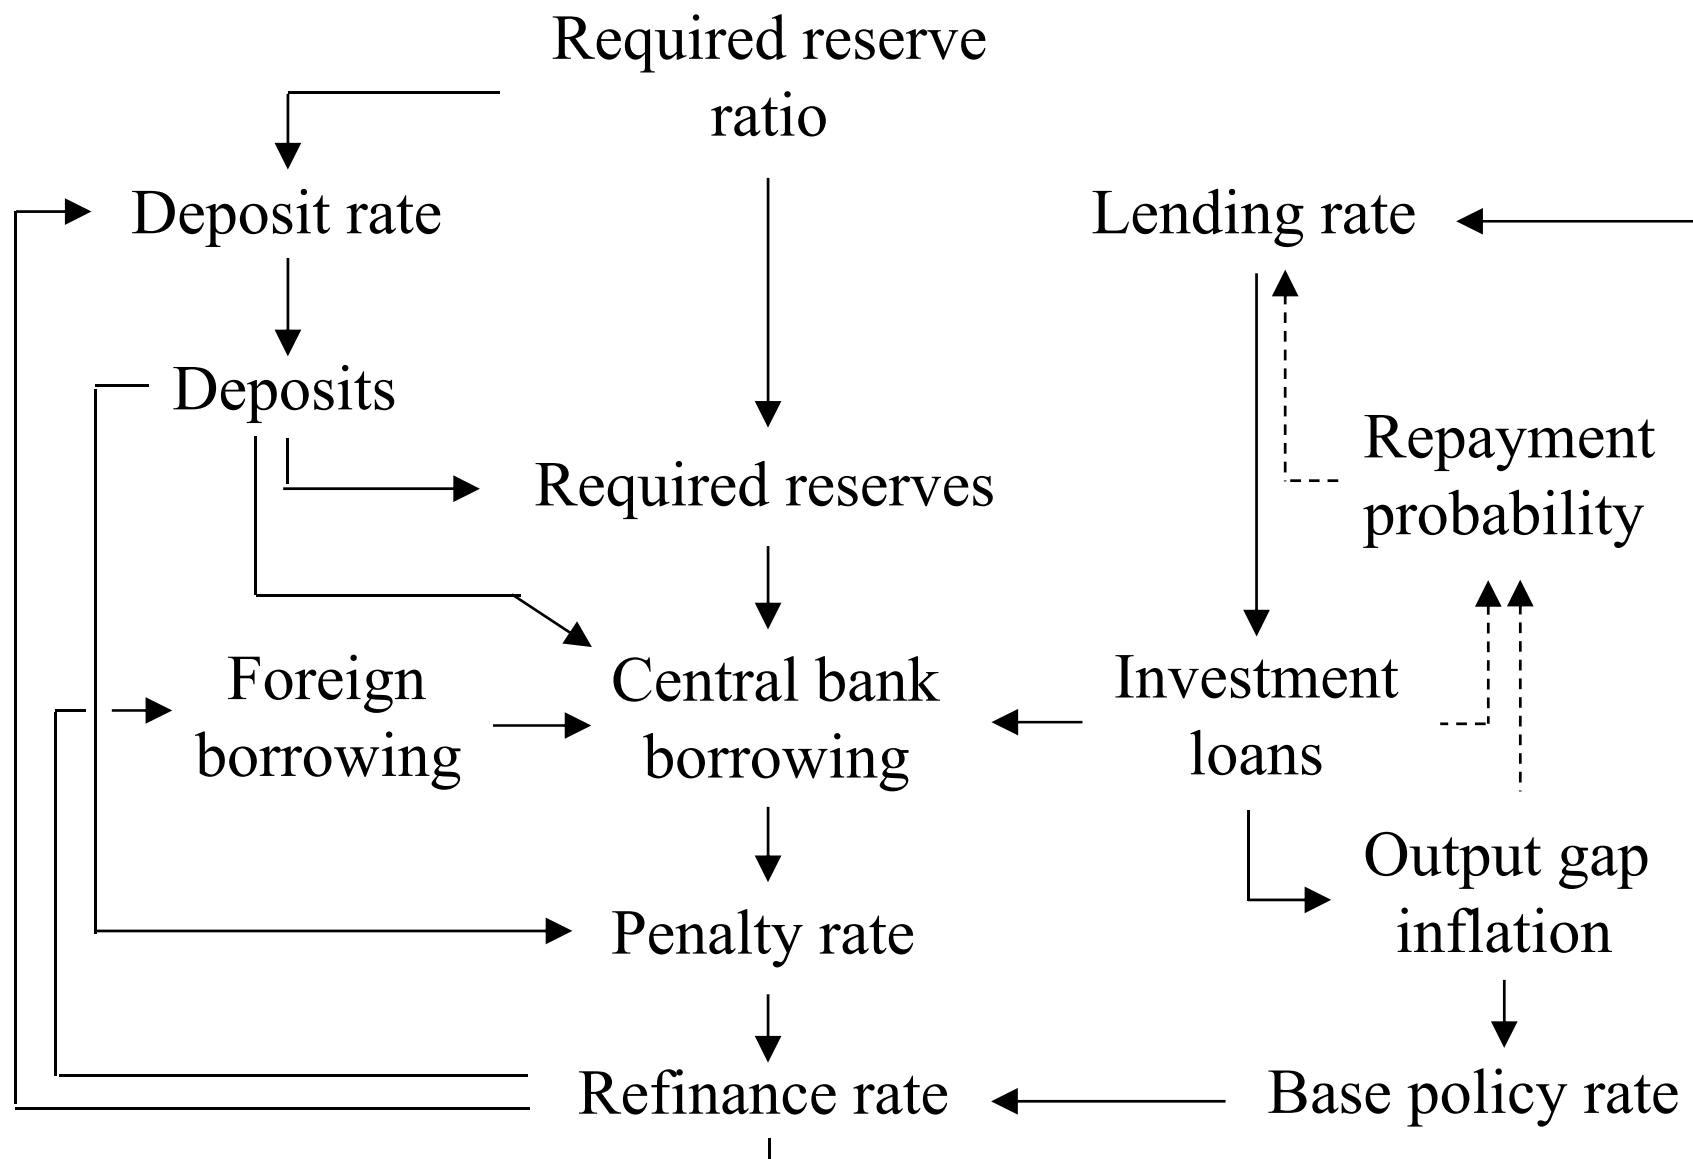 Required reserve
ratio
Deposit rate
Lending rate
Deposits
Repayment
probability
Required reserves
Foreign
borrowing
Central bank
borrowing
Investment
loans
Output gap
inflation
Penalty rate
Refinance rate
Base policy rate